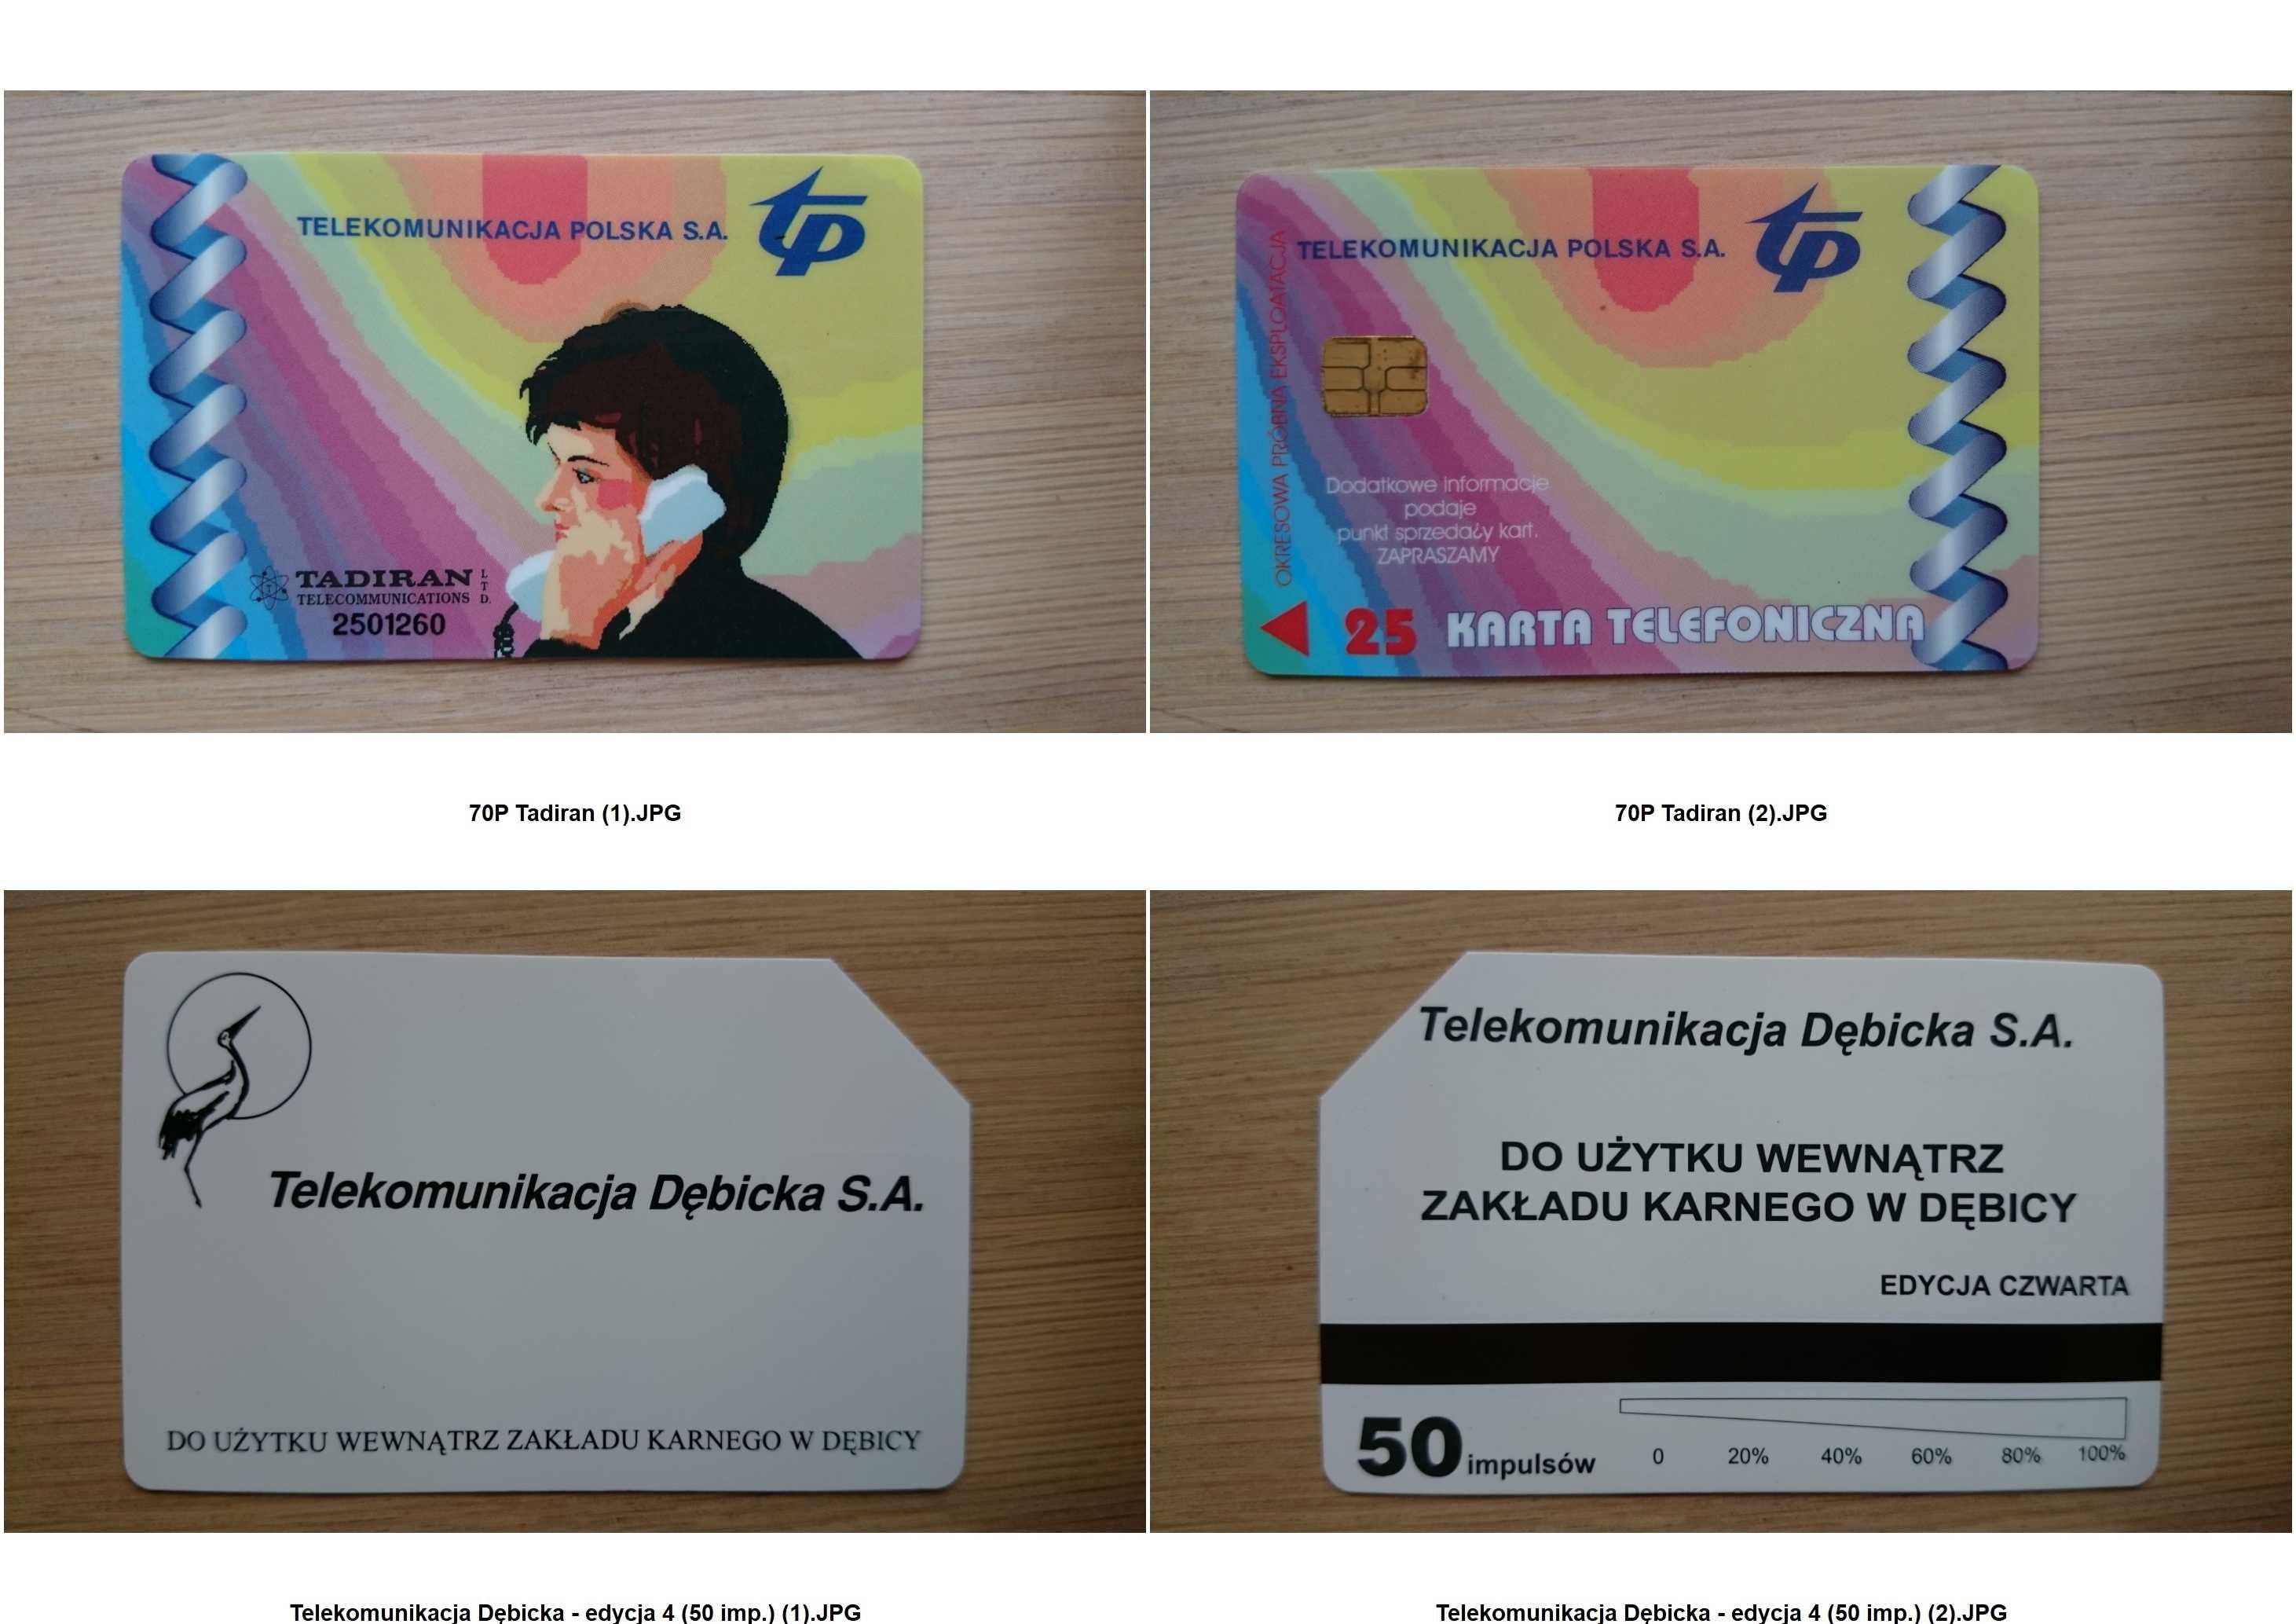 TELEKOMUNIKACJA POLSKA S.A.
tp
TADIRAN LTD.
TELECOMMUNICATIONS
2501260
TELEKOMUNIKACJA POLSKA S.A.
tp
OKRESOWA PRÓBNA EKSPLOATACJA
Dodatkowe informacje
podaje
punkt sprzedaży kart.
ZAPRASZAMY
25 KARTA TELEFONICZNA
70P Tadiran (1).JPG
70P Tadiran (2).JPG
Telekomunikacja Dębicka S.A.
DO UŻYTKU WEWNĄTRZ ZAKŁADU KARNEGO W DĘBICY
Telekomunikacja Dębicka S.A.
DO UŻYTKU WEWNĄTRZ
ZAKŁADU KARNEGO W DĘBICY
EDYCJA CZWARTA
50 impulsów
0 20% 40% 60% 80% 100%
Telekomunikacja Dębicka - edycja 4 (50 imp.) (1).JPG
Telekomunikacja Dębicka - edycja 4 (50 imp.) (2).JPG